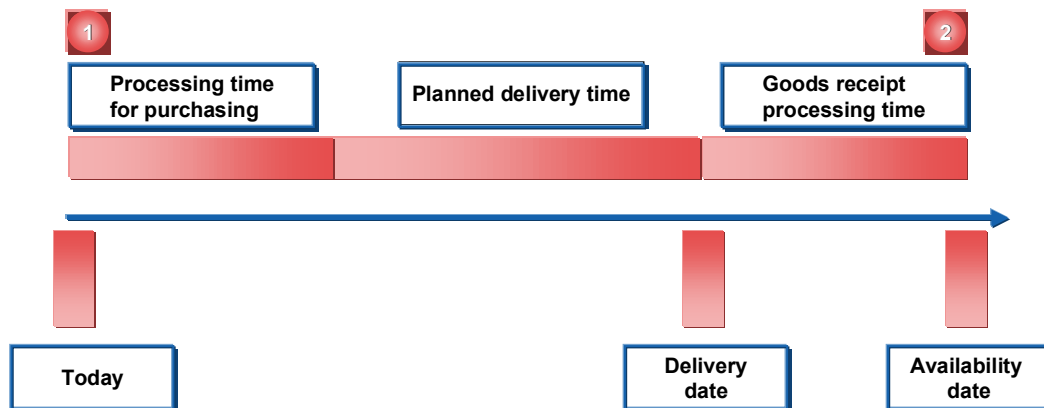 1
2
Processing time
for purchasing
Planned delivery time
Goods receipt
processing time
Today
Delivery
date
Availability
date